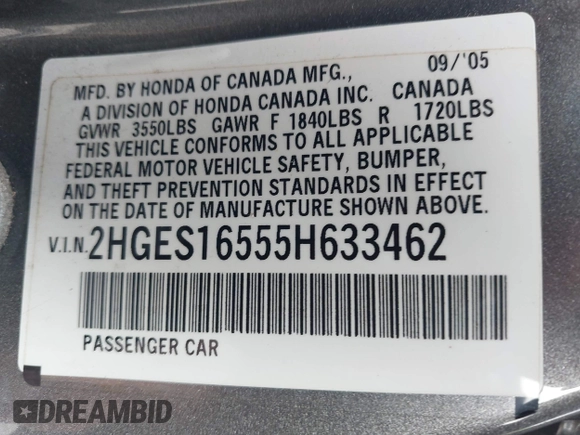 MFD. BY HONDA OF CANADA MFG., 09/'05
A DIVISION OF HONDA CANADA INC. CANADA
GVWR 3550LBS GAWR F 1840LBS R 1720LBS
THIS VEHICLE CONFORMS TO ALL APPLICABLE
FEDERAL MOTOR VEHICLE SAFETY, BUMPER,
AND THEFT PREVENTION STANDARDS IN EFFECT
ON THE DATE OF MANUFACTURE SHOWN ABOVE.
V.I.N. 2HGES16555H633462
PASSENGER CAR
DREAMBID